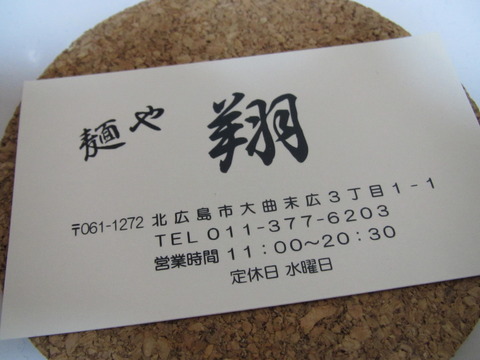 麺や 翔
〒061-1272 北広島市大曲末広3丁目1-1
TEL 011-377-6203
営業時間 11:00～20:30
定休日 水曜日